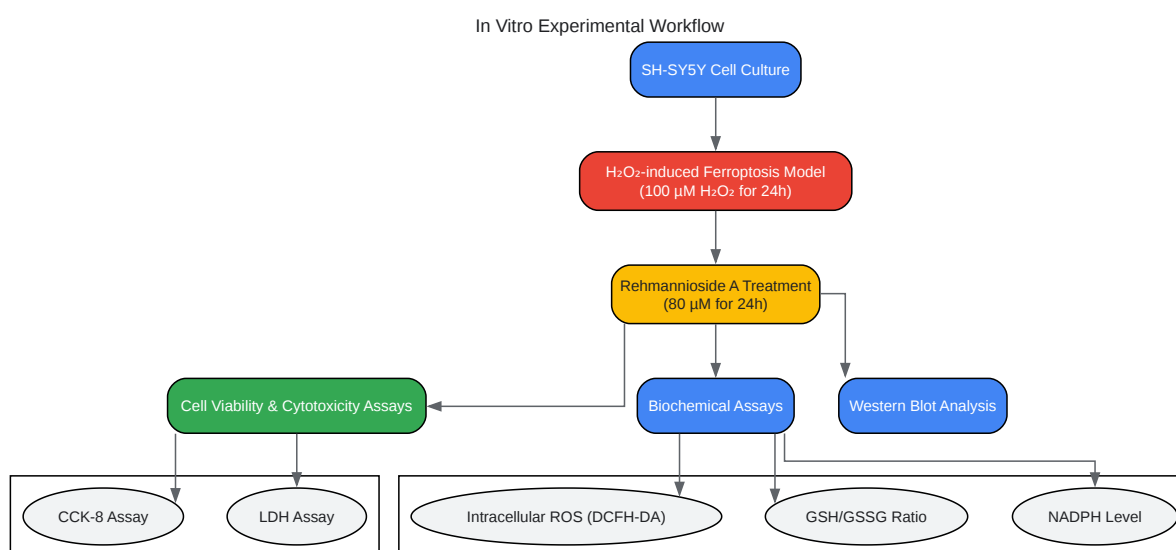 In Vitro Experimental Workflow
SH-SY5Y Cell Culture
H₂O₂-induced Ferroptosis Model
(100 µM H₂O₂ for 24h)
Rehmannioside A Treatment
(80 µM for 24h)
Cell Viability & Cytotoxicity Assays
Biochemical Assays
Western Blot Analysis
CCK-8 Assay
LDH Assay
Intracellular ROS (DCFH-DA)
GSH/GSSG Ratio
NADPH Level